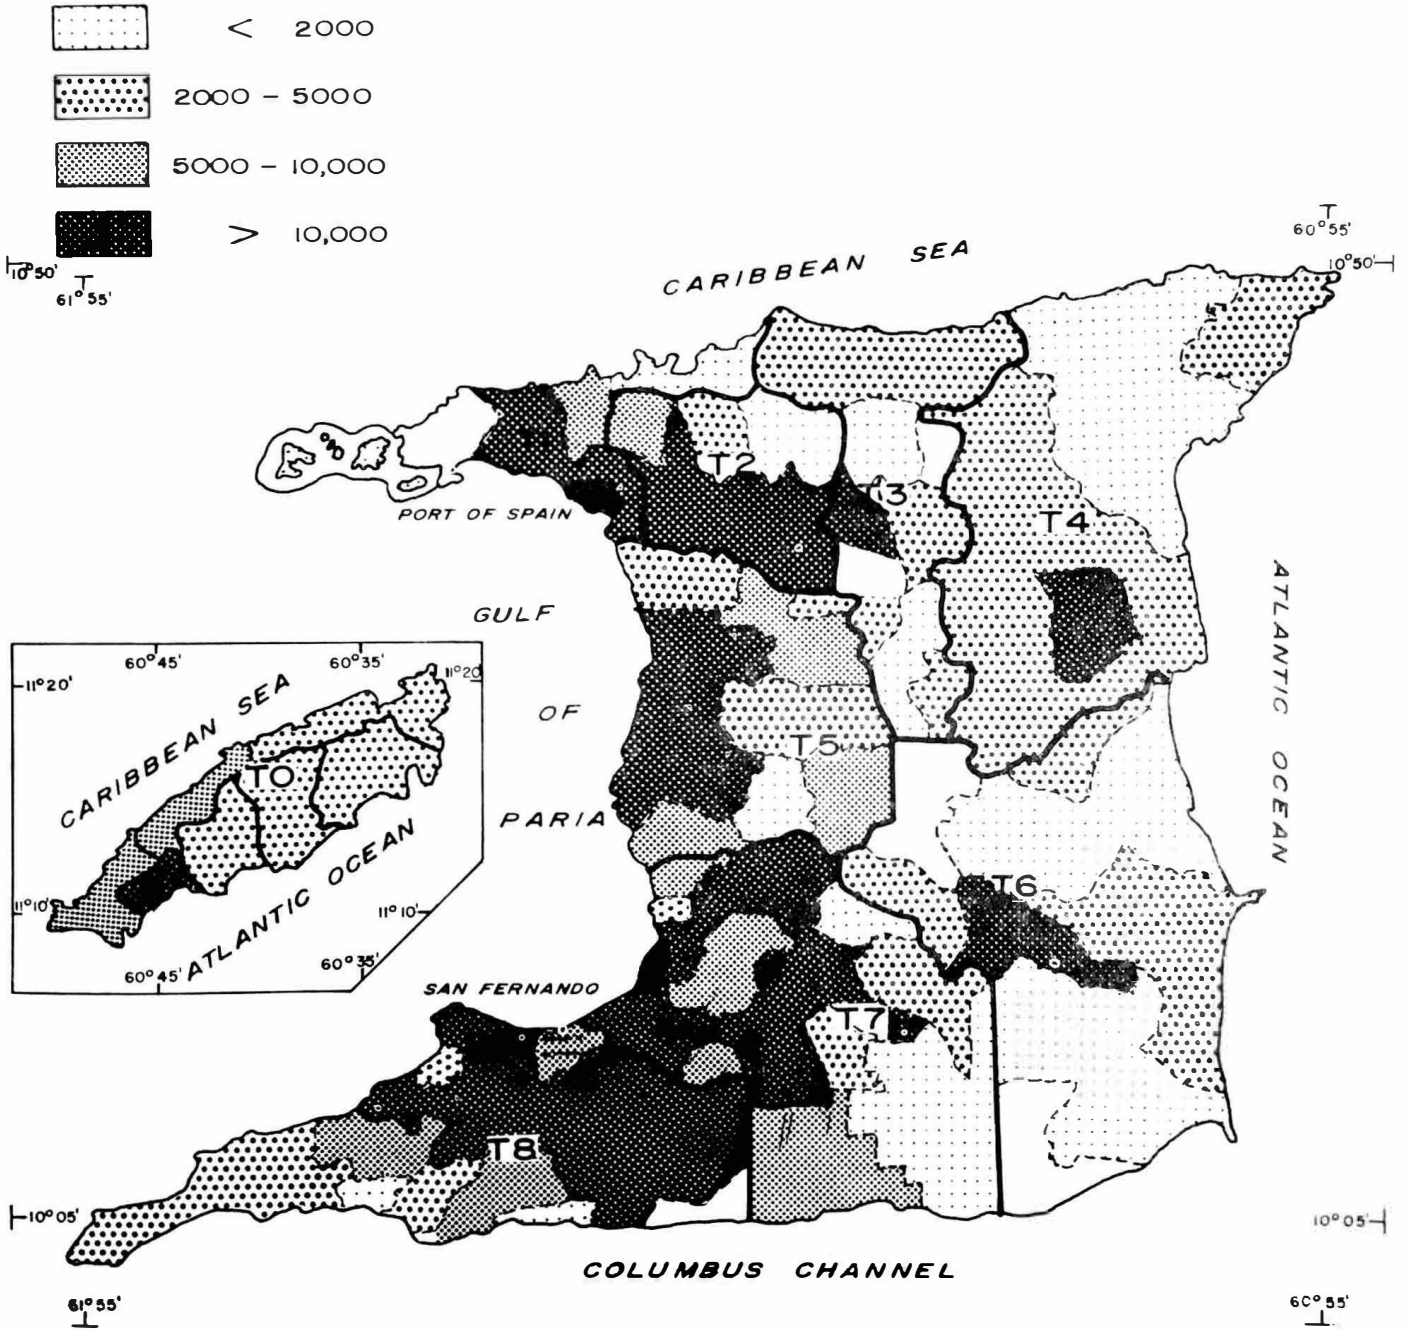 < 2000
2000 - 5000
5000 - 10,000
> 10,000
10°50'
61°55'
60°55'
10°50'
CARIBBEAN SEA
T2
T3
T4
PORT OF SPAIN
GULF
OF
PARIA
ATLANTIC OCEAN
T5
T6
SAN FERNANDO
T7
T8
60°45'
60°35'
11°20'
11°20'
CARIBBEAN SEA
TO
ATLANTIC OCEAN
11°10'
11°10'
60°45'
60°35'
10°05'
10°05'
COLUMBUS CHANNEL
61°55'
60°55'